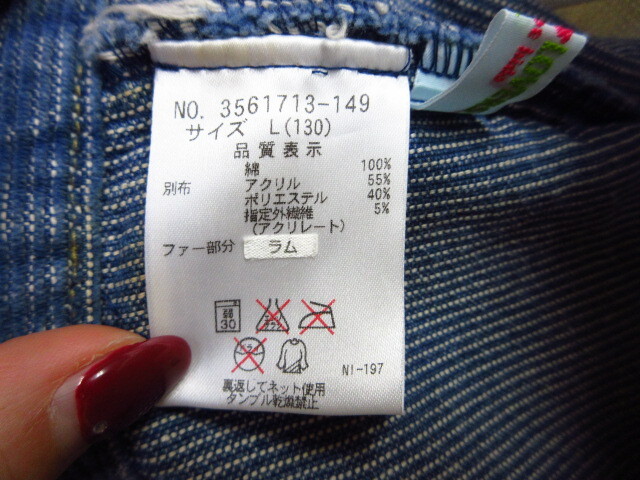 NO. 3561713-149
サイズ L(130)
品質表示
綿 100%
別布 アクリル 55%
ポリエステル 40%
指定外繊維 5%
(アクリレート)
ファー部分 ラム
弱
30
NI-197
裏返してネット使用
タンブル乾燥禁止